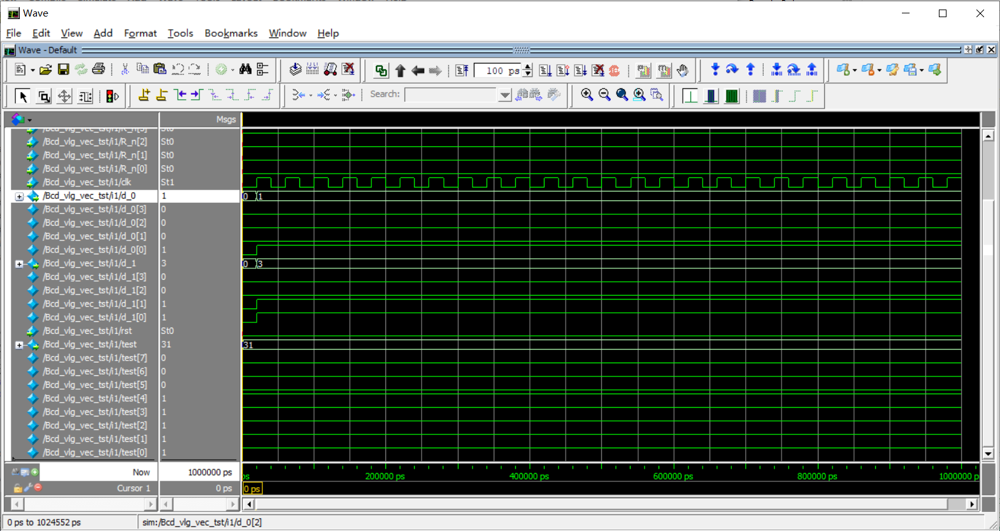 Wave
File Edit View Add Format Tools Bookmarks Window Help
Wave - Default
100 ps
Search:
Msgs
/Bcd_vlg_vec_tst/i1/R_n[3] St0
/Bcd_vlg_vec_tst/i1/R_n[2] St0
/Bcd_vlg_vec_tst/i1/R_n[1] St0
/Bcd_vlg_vec_tst/i1/R_n[0] St0
/Bcd_vlg_vec_tst/i1/clk St1
/Bcd_vlg_vec_tst/i1/d_0 1 0 1
/Bcd_vlg_vec_tst/i1/d_0[3] 0
/Bcd_vlg_vec_tst/i1/d_0[2] 0
/Bcd_vlg_vec_tst/i1/d_0[1] 0
/Bcd_vlg_vec_tst/i1/d_0[0] 1
/Bcd_vlg_vec_tst/i1/d_1 3 0 3
/Bcd_vlg_vec_tst/i1/d_1[3] 0
/Bcd_vlg_vec_tst/i1/d_1[2] 0
/Bcd_vlg_vec_tst/i1/d_1[1] 1
/Bcd_vlg_vec_tst/i1/d_1[0] 1
/Bcd_vlg_vec_tst/i1/rst St0
/Bcd_vlg_vec_tst/i1/test 31 31
/Bcd_vlg_vec_tst/i1/test[7] 0
/Bcd_vlg_vec_tst/i1/test[6] 0
/Bcd_vlg_vec_tst/i1/test[5] 0
/Bcd_vlg_vec_tst/i1/test[4] 1
/Bcd_vlg_vec_tst/i1/test[3] 1
/Bcd_vlg_vec_tst/i1/test[2] 1
/Bcd_vlg_vec_tst/i1/test[1] 1
/Bcd_vlg_vec_tst/i1/test[0] 1
Now 1000000 ps ps 200000 ps 400000 ps 600000 ps 800000 ps 1000000 p
Cursor 1 0 ps 0 ps
0 ps to 1024552 ps sim:/Bcd_vlg_vec_tst/i1/d_0[2]